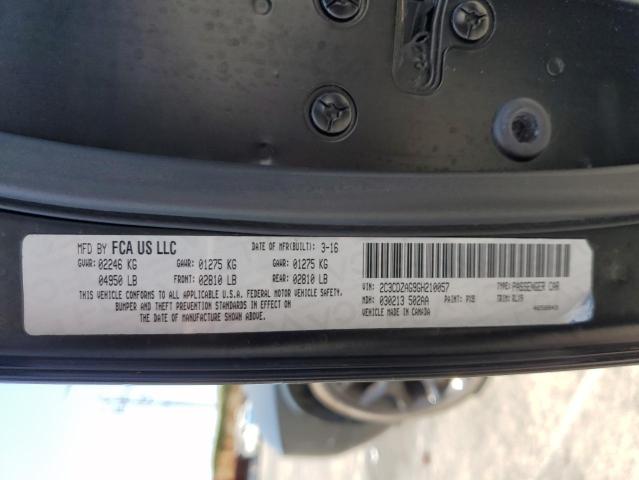 MFD BY FCA US LLC DATE OF MFR(BUILT): 3-16
GVWR: 02246 KG GAWR: 01275 KG GAWR: 01275 KG
04950 LB FRONT: 02810 LB REAR: 02810 LB
THIS VEHICLE CONFORMS TO ALL APPLICABLE U.S.A. FEDERAL MOTOR VEHICLE SAFETY,
BUMPER AND THEFT PREVENTION STANDARDS IN EFFECT ON
THE DATE OF MANUFACTURE SHOWN ABOVE.
VIN: 2C3CDZAG9GH210057 TYPE: PASSENGER CAR
MDH: 030213 502AA PAINT: PX8 TRIM: RLX9
VEHICLE MADE IN CANADA